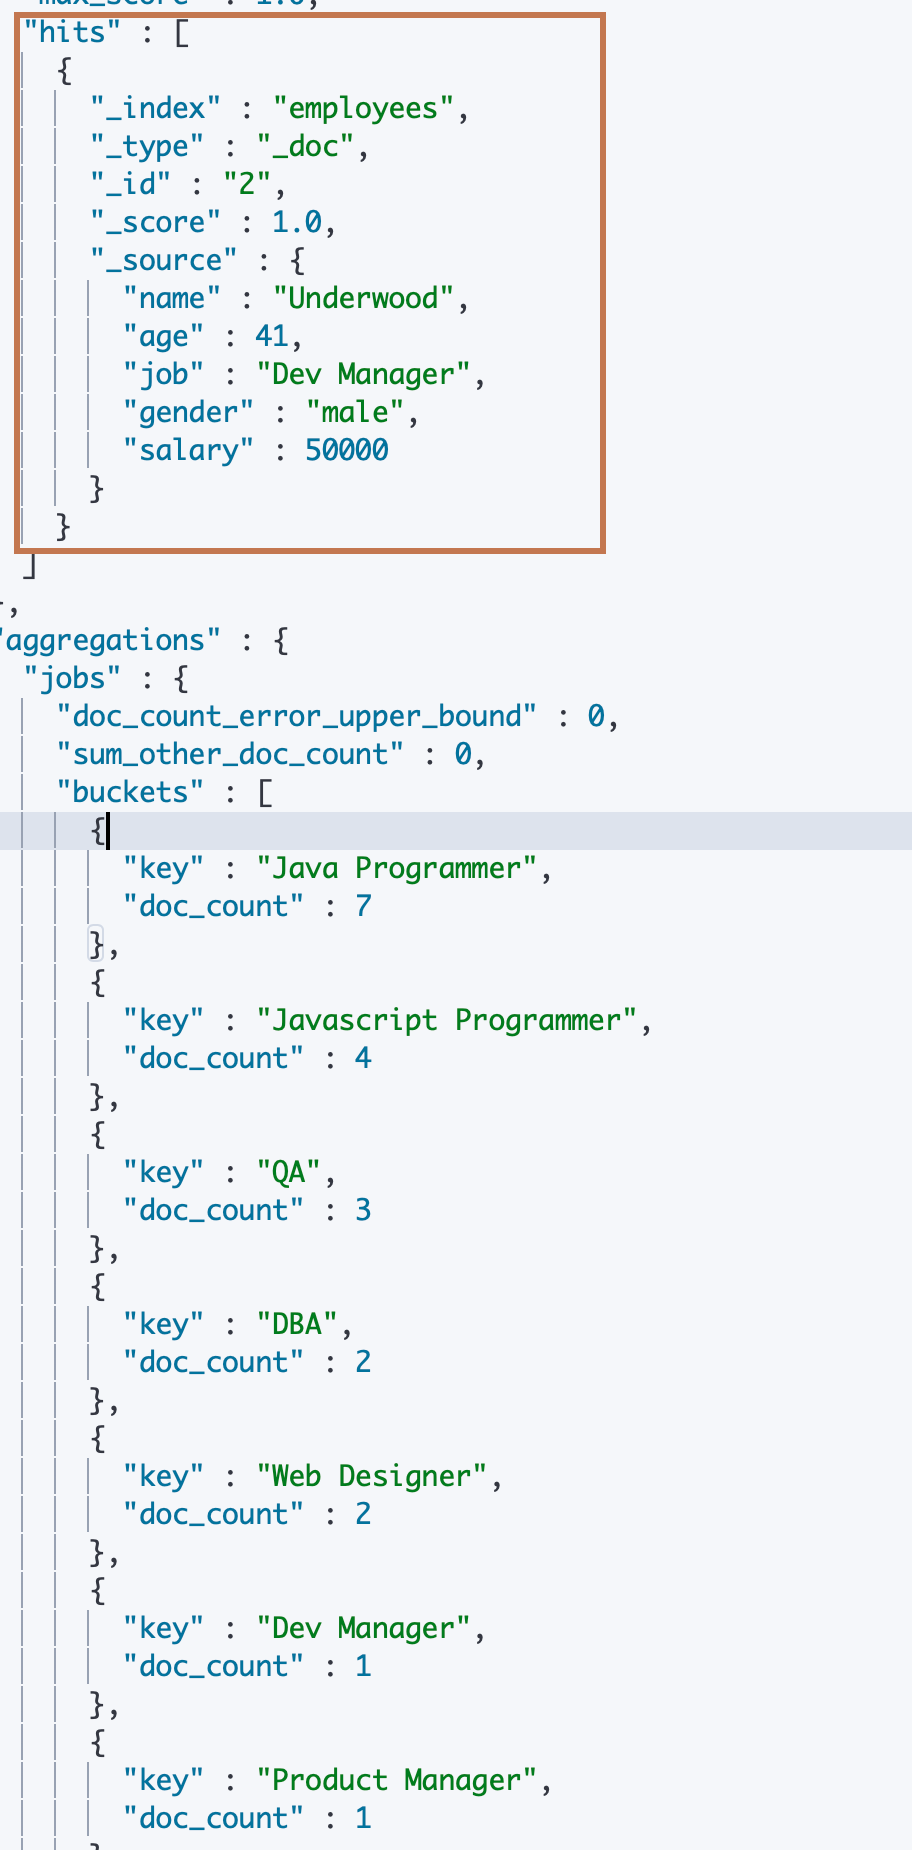 "max_score" : 1.0,
"hits" : [
{
"_index" : "employees",
"_type" : "_doc",
"_id" : "2",
"_score" : 1.0,
"_source" : {
"name" : "Underwood",
"age" : 41,
"job" : "Dev Manager",
"gender" : "male",
"salary" : 50000
}
}
]
},
"aggregations" : {
"jobs" : {
"doc_count_error_upper_bound" : 0,
"sum_other_doc_count" : 0,
"buckets" : [
{
"key" : "Java Programmer",
"doc_count" : 7
},
{
"key" : "Javascript Programmer",
"doc_count" : 4
},
{
"key" : "QA",
"doc_count" : 3
},
{
"key" : "DBA",
"doc_count" : 2
},
{
"key" : "Web Designer",
"doc_count" : 2
},
{
"key" : "Dev Manager",
"doc_count" : 1
},
{
"key" : "Product Manager",
"doc_count" : 1
}